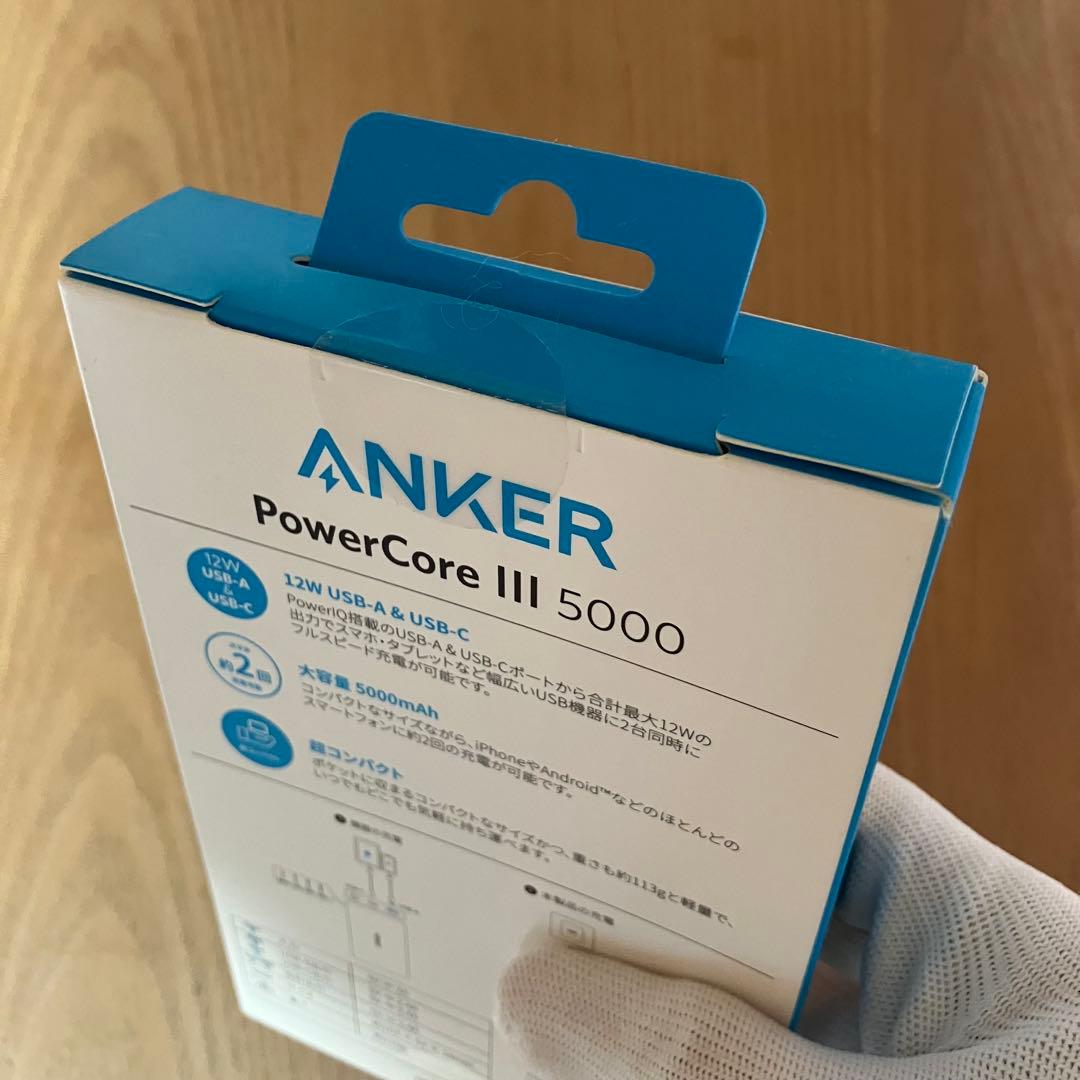 ANKER
PowerCore III 5000
12W
USB-A
&
USB-C
12W USB-A & USB-C
PowerIQ搭載のUSB-A & USB-Cポートから合計最大12Wの
出力でスマホ・タブレットなど幅広いUSB機器に2台同時に
フルスピード充電が可能です。
約2回
大容量 5000mAh
コンパクトなサイズながら、iPhoneやAndroid™などのほとんどの
スマートフォンに約2回の充電が可能です。
超コンパクト
ポケットに収まるコンパクトなサイズかつ、重さも約113gと軽量で、
いつでもどこでも気軽に持ち運べます。
本製品の充電